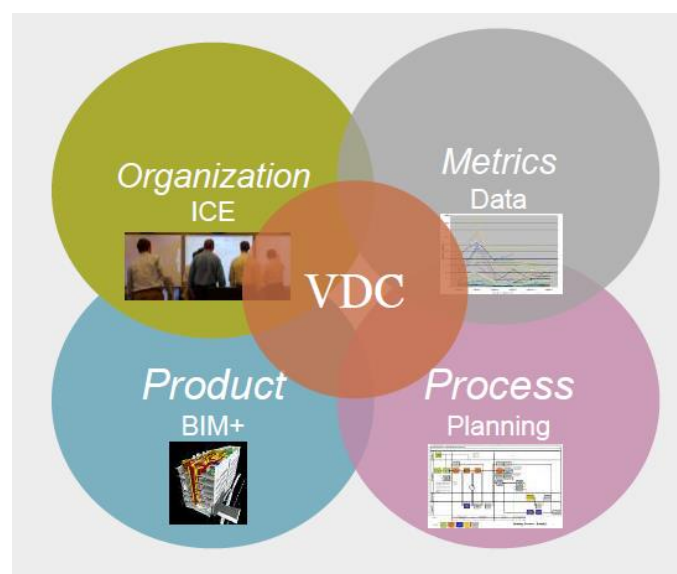 Organization
ICE
Metrics
Data
VDC
Product
BIM+
Process
Planning